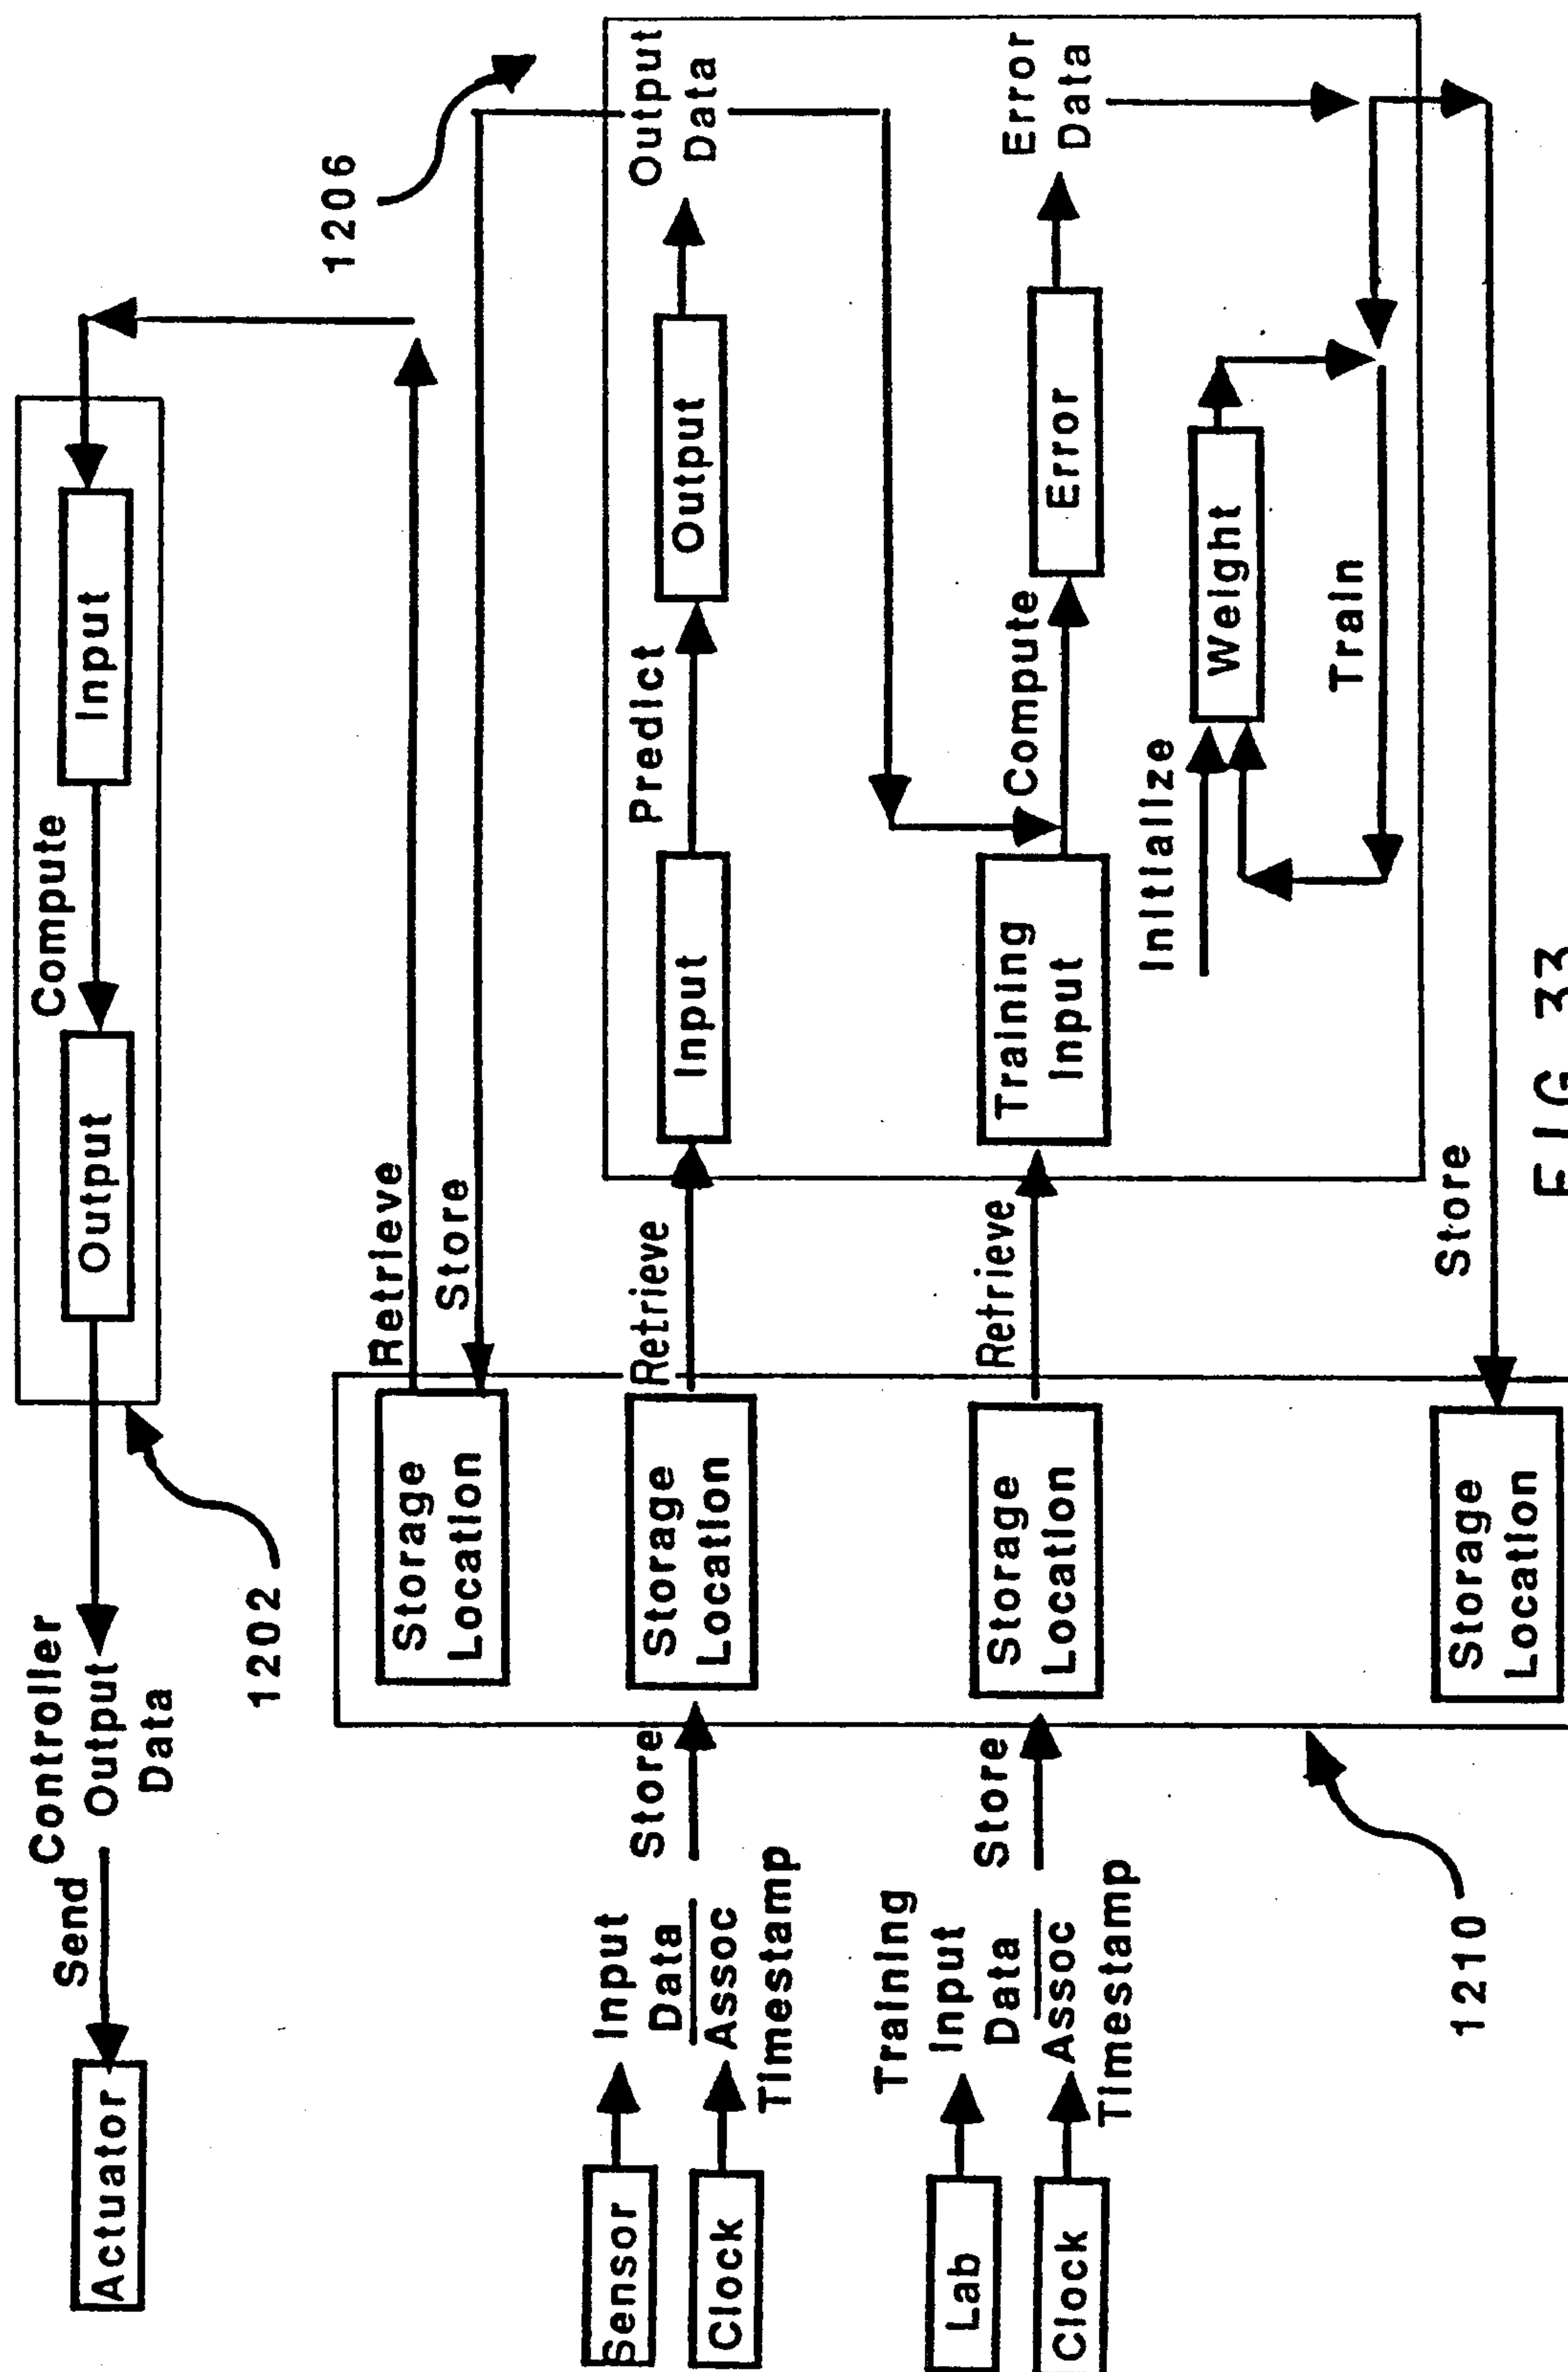 Actuator
Send
Controller
Output
Data
Output
Compute
Input
1202
1206
Retrieve
Store
Storage
Location
Sensor
Input
Data
Clock
Assoc
Timestamp
Store
Storage
Location
Retrieve
Input
Predict
Output
Output
Data
Lab
Training
Input
Data
Clock
Assoc
Timestamp
Store
Storage
Location
Retrieve
Training
Input
Compute
Error
Error
Data
Initialize
Weight
Train
1210
Storage
Location
Store
FIG 33